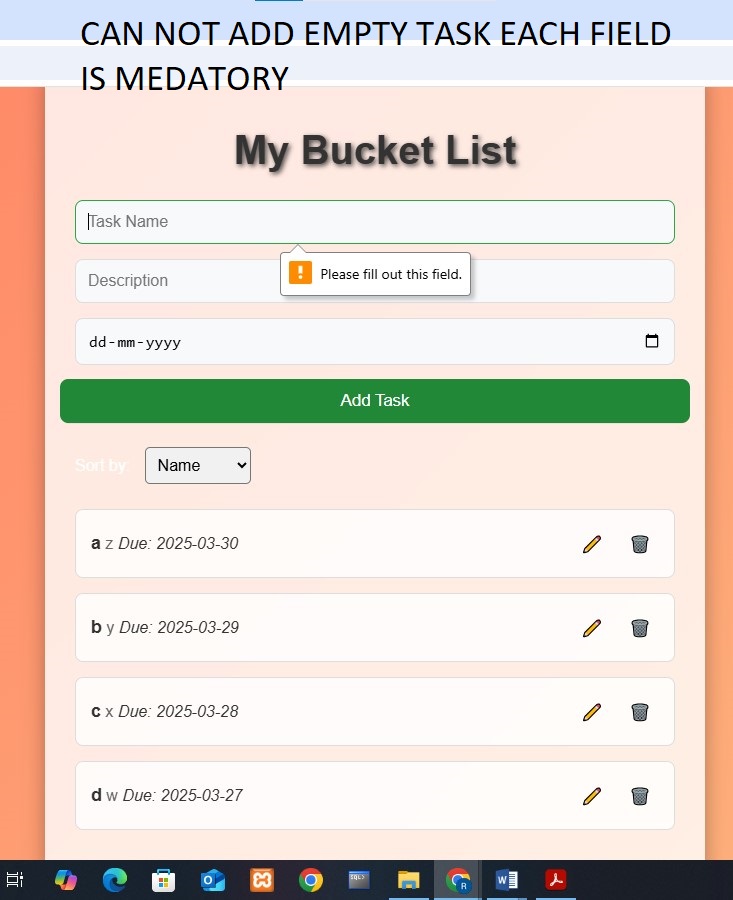 CAN NOT ADD EMPTY TASK EACH FIELD
IS MEDATORY
My Bucket List
Task Name
Please fill out this field.
Description
dd-mm-yyyy
Add Task
Sort by:
Name
a z Due: 2025-03-30
b y Due: 2025-03-29
c x Due: 2025-03-28
d w Due: 2025-03-27
SQL
R